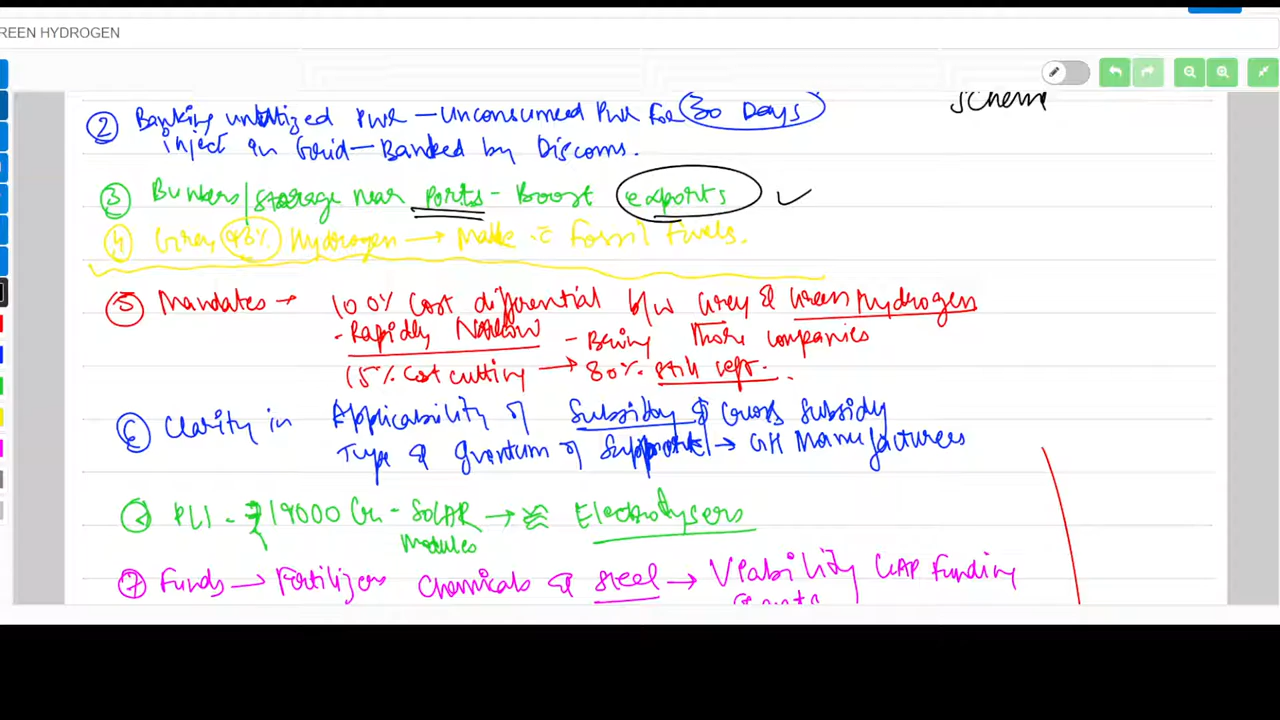 REEN HYDROGEN
Scheme
② Banking unutilized PWR – Unconsumed PWR For 30 Days
inject in Grid – Banked by Discoms.
③ Bunkers/storage near Ports - Boost exports ✓
④ Grey 98% Hydrogen → Make Fossil Fuels.
⑤ Mandates → 100% Cost differential b/w Grey & Green Hydrogen
- Rapidly Narrow – Being Those companies
15% Cost cutting → 80% still left.
⑥ Clarity in Applicability of Subsidy & Cross Subsidy
Type & Quantum of Support → GH Manufacturers
PLI - 19000 Cr - SOLAR → Electrolysers
Modules
⑦ Funds → Fertilizers Chemicals & Steel → Viability GAP Funding